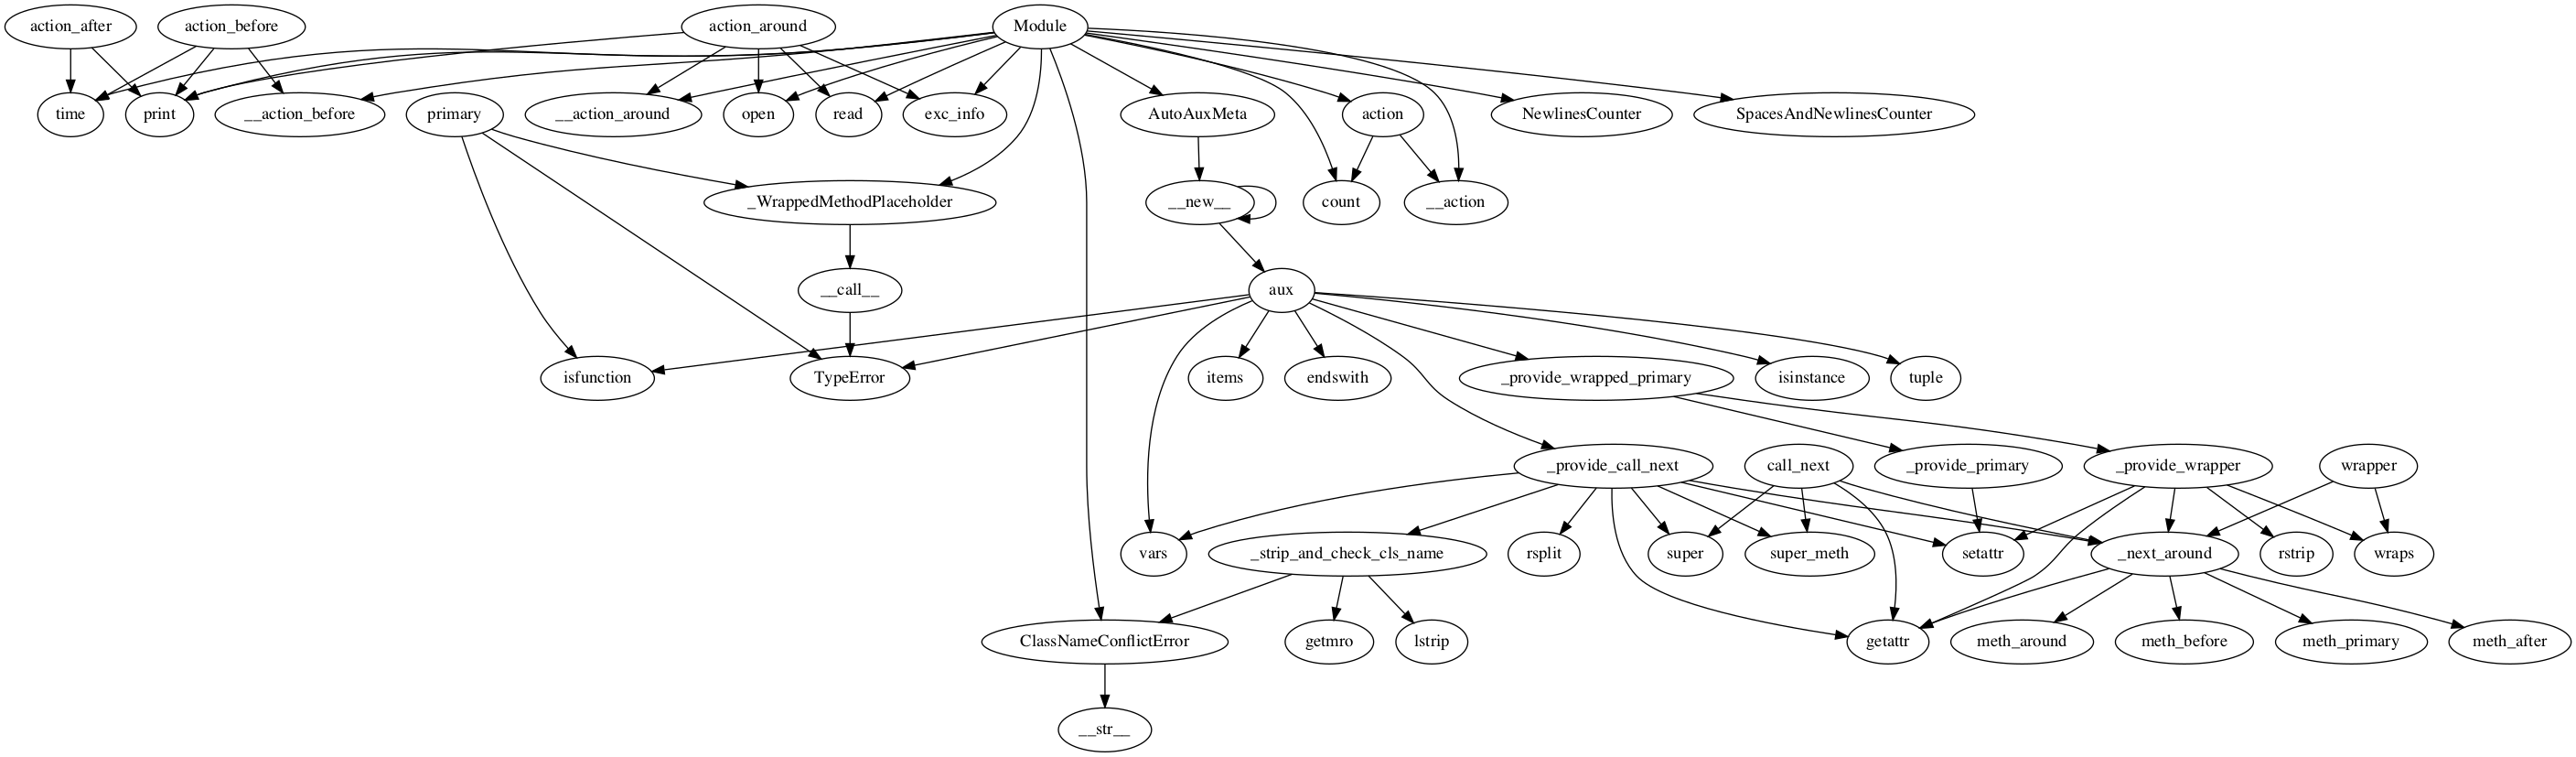 action_after
action_before
action_around
Module
time
print
__action_before
primary
__action_around
open
read
exc_info
AutoAuxMeta
action
NewlinesCounter
SpacesAndNewlinesCounter
_WrappedMethodPlaceholder
__new__
count
__action
__call__
aux
isfunction
TypeError
items
endswith
_provide_wrapped_primary
isinstance
tuple
_provide_call_next
call_next
_provide_primary
_provide_wrapper
wrapper
vars
_strip_and_check_cls_name
rsplit
super
super_meth
setattr
_next_around
rstrip
wraps
ClassNameConflictError
getmro
lstrip
getattr
meth_around
meth_before
meth_primary
meth_after
__str__